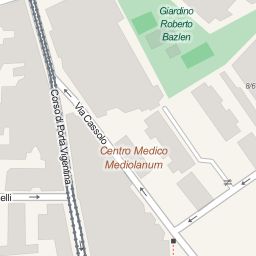 Giardino
Roberto
Bazlen
8/6
Via Cassolo
Corso di Porta Vigentina
Centro Medico
Mediolanum
elli